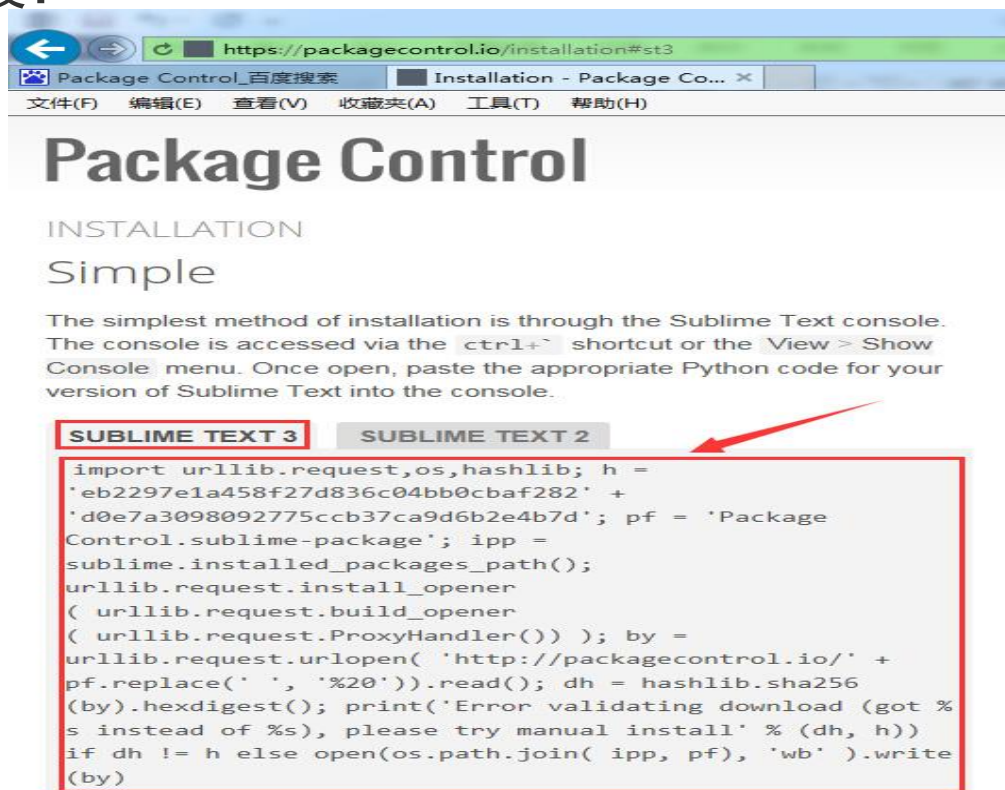 https://packagecontrol.io/installation#st3
Package Control_百度搜索 Installation - Package Co... ×
文件(F) 编辑(E) 查看(V) 收藏夹(A) 工具(T) 帮助(H)
Package Control
INSTALLATION
Simple
The simplest method of installation is through the Sublime Text console.
The console is accessed via the ctrl+` shortcut or the View > Show
Console menu. Once open, paste the appropriate Python code for your
version of Sublime Text into the console.
SUBLIME TEXT 3 SUBLIME TEXT 2
import urllib.request,os,hashlib; h =
'eb2297e1a458f27d836c04bb0cbaf282' +
'd0e7a3098092775ccb37ca9d6b2e4b7d'; pf = 'Package
Control.sublime-package'; ipp =
sublime.installed_packages_path();
urllib.request.install_opener
( urllib.request.build_opener
( urllib.request.ProxyHandler()) ); by =
urllib.request.urlopen( 'http://packagecontrol.io/' +
pf.replace(' ', '%20')).read(); dh = hashlib.sha256
(by).hexdigest(); print('Error validating download (got %
s instead of %s), please try manual install' % (dh, h))
if dh != h else open(os.path.join( ipp, pf), 'wb' ).write
(by)